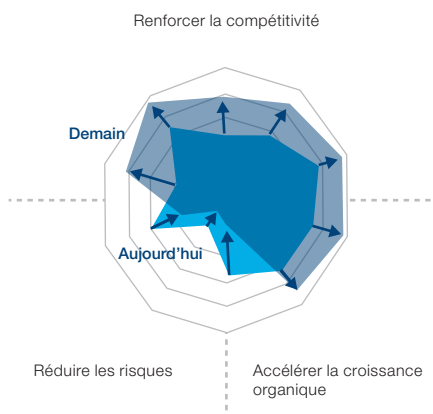 Renforcer la compétitivité
Demain
Aujourd’hui
Réduire les risques
Accélérer la croissance
organique